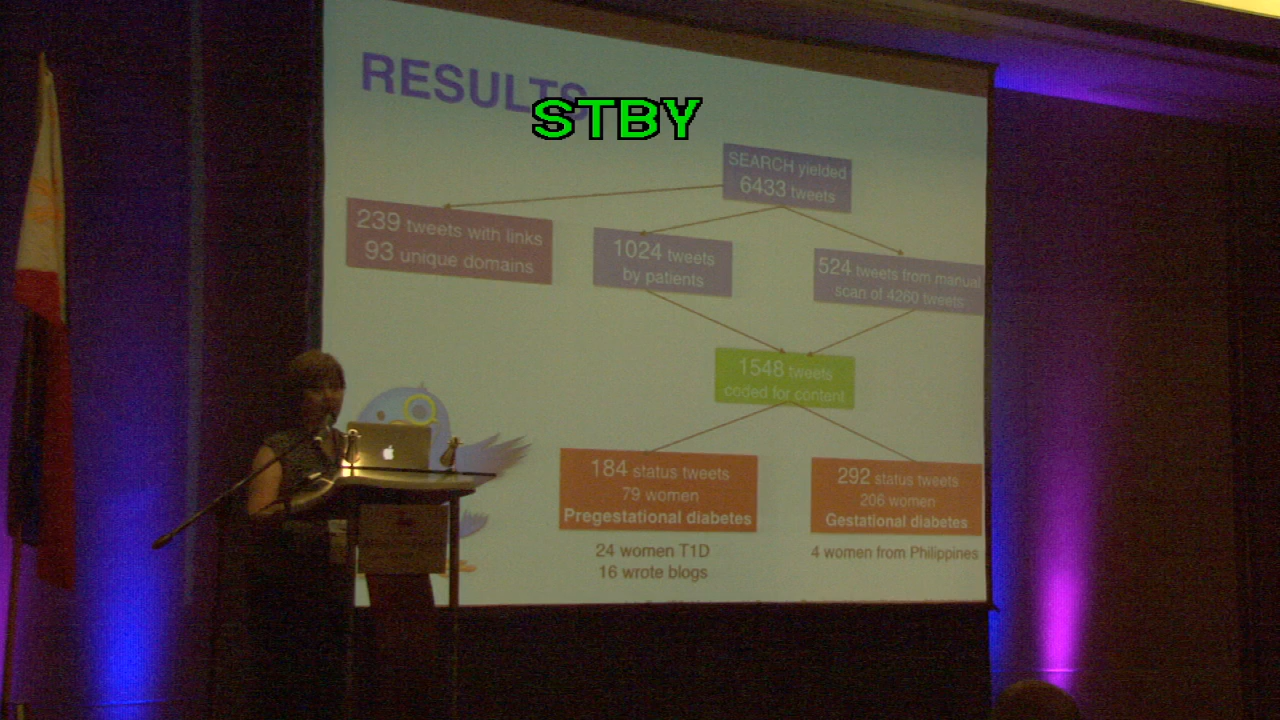 RESULTS
STBY
SEARCH yielded
6433 tweets
239 tweets with links
93 unique domains
1024 tweets
by patients
524 tweets from manual
scan of 4260 tweets
1548 tweets
coded for content
184 status tweets
79 women
Pregestational diabetes
292 status tweets
206 women
Gestational diabetes
24 women T1D
16 wrote blogs
4 women from Philippines